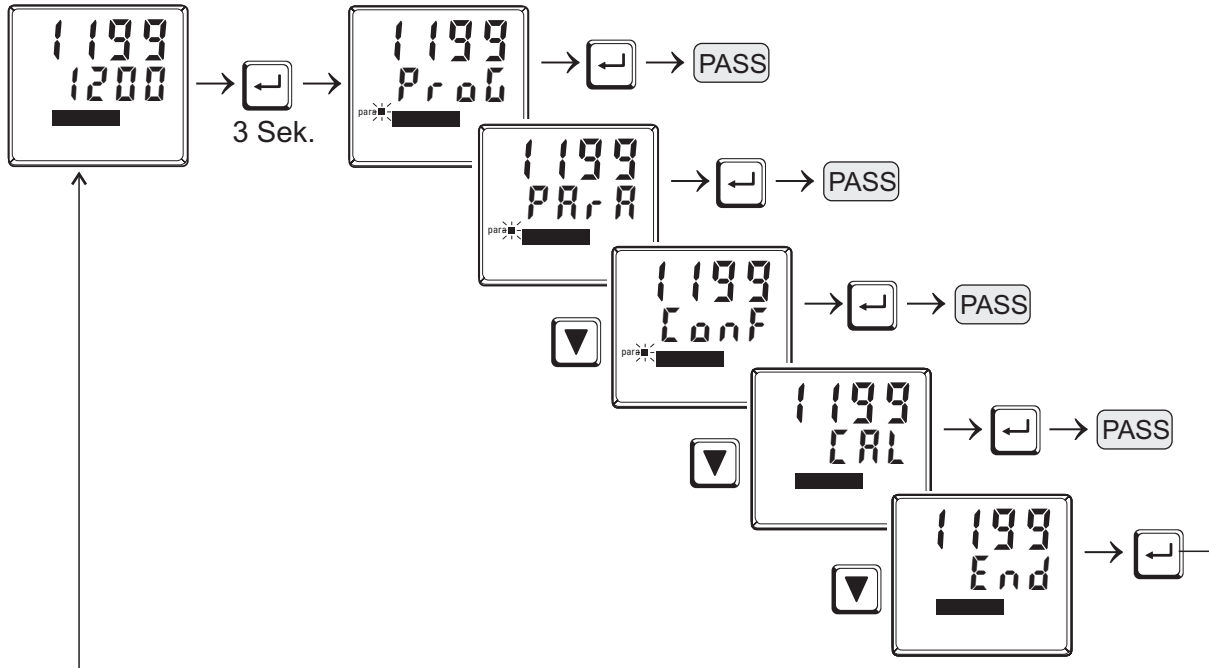 1199
1200
3 Sek.
1199
ProG
para
PASS
1199
PArA
para
PASS
1199
ConF
para
PASS
1199
CAL
PASS
1199
End